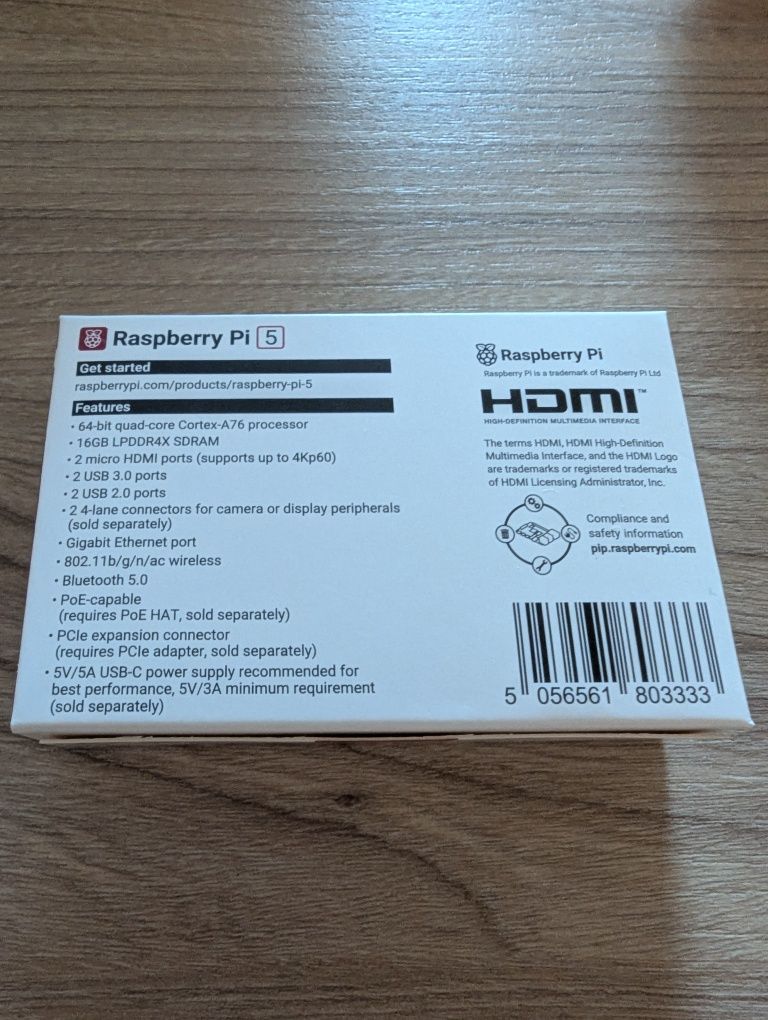 Raspberry Pi 5
Get started
raspberrypi.com/products/raspberry-pi-5
Features
• 64-bit quad-core Cortex-A76 processor
• 16GB LPDDR4X SDRAM
• 2 micro HDMI ports (supports up to 4Kp60)
• 2 USB 3.0 ports
• 2 USB 2.0 ports
• 2 4-lane connectors for camera or display peripherals
(sold separately)
• Gigabit Ethernet port
• 802.11b/g/n/ac wireless
• Bluetooth 5.0
• PoE-capable
(requires PoE HAT, sold separately)
• PCIe expansion connector
(requires PCIe adapter, sold separately)
• 5V/5A USB-C power supply recommended for
best performance, 5V/3A minimum requirement
(sold separately)
Raspberry Pi
Raspberry Pi is a trademark of Raspberry Pi Ltd
HDMI™
HIGH-DEFINITION MULTIMEDIA INTERFACE
The terms HDMI, HDMI High-Definition
Multimedia Interface, and the HDMI Logo
are trademarks or registered trademarks
of HDMI Licensing Administrator, Inc.
Compliance and
safety information
pip.raspberrypi.com
5 056561 803333